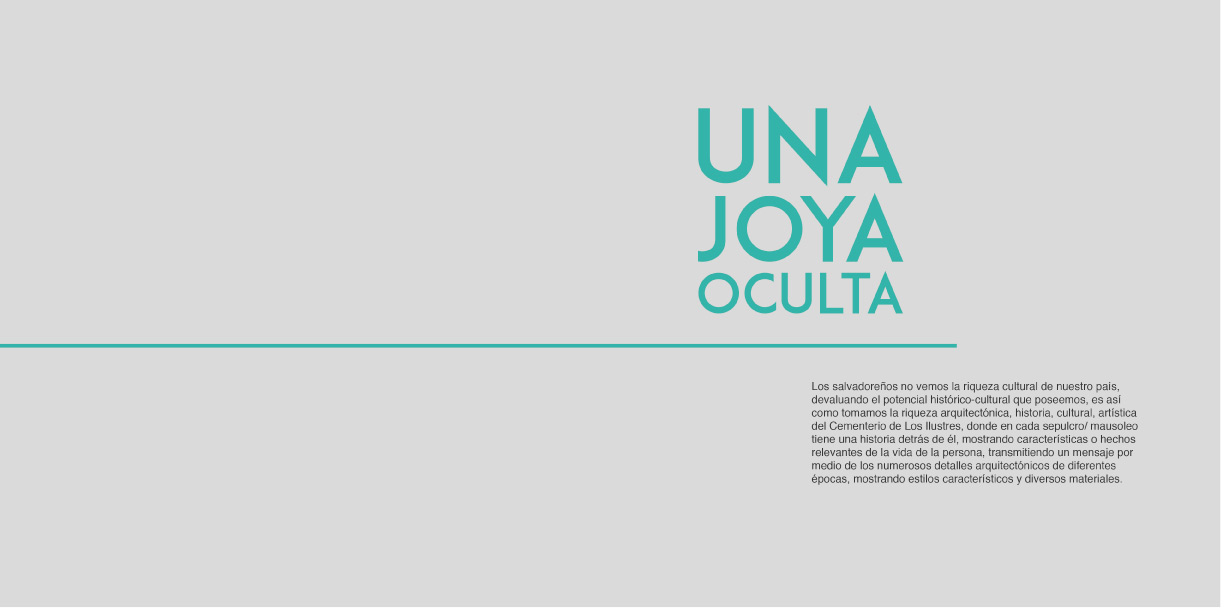 UNA
JOYA
OCULTA
Los salvadoreños no vemos la riqueza cultural de nuestro país,
devaluando el potencial histórico-cultural que poseemos, es así
como tomamos la riqueza arquitectónica, historia, cultural, artística
del Cementerio de Los Ilustres, donde en cada sepulcro/ mausoleo
tiene una historia detrás de él, mostrando características o hechos
relevantes de la vida de la persona, transmitiendo un mensaje por
medio de los numerosos detalles arquitectónicos de diferentes
épocas, mostrando estilos característicos y diversos materiales.